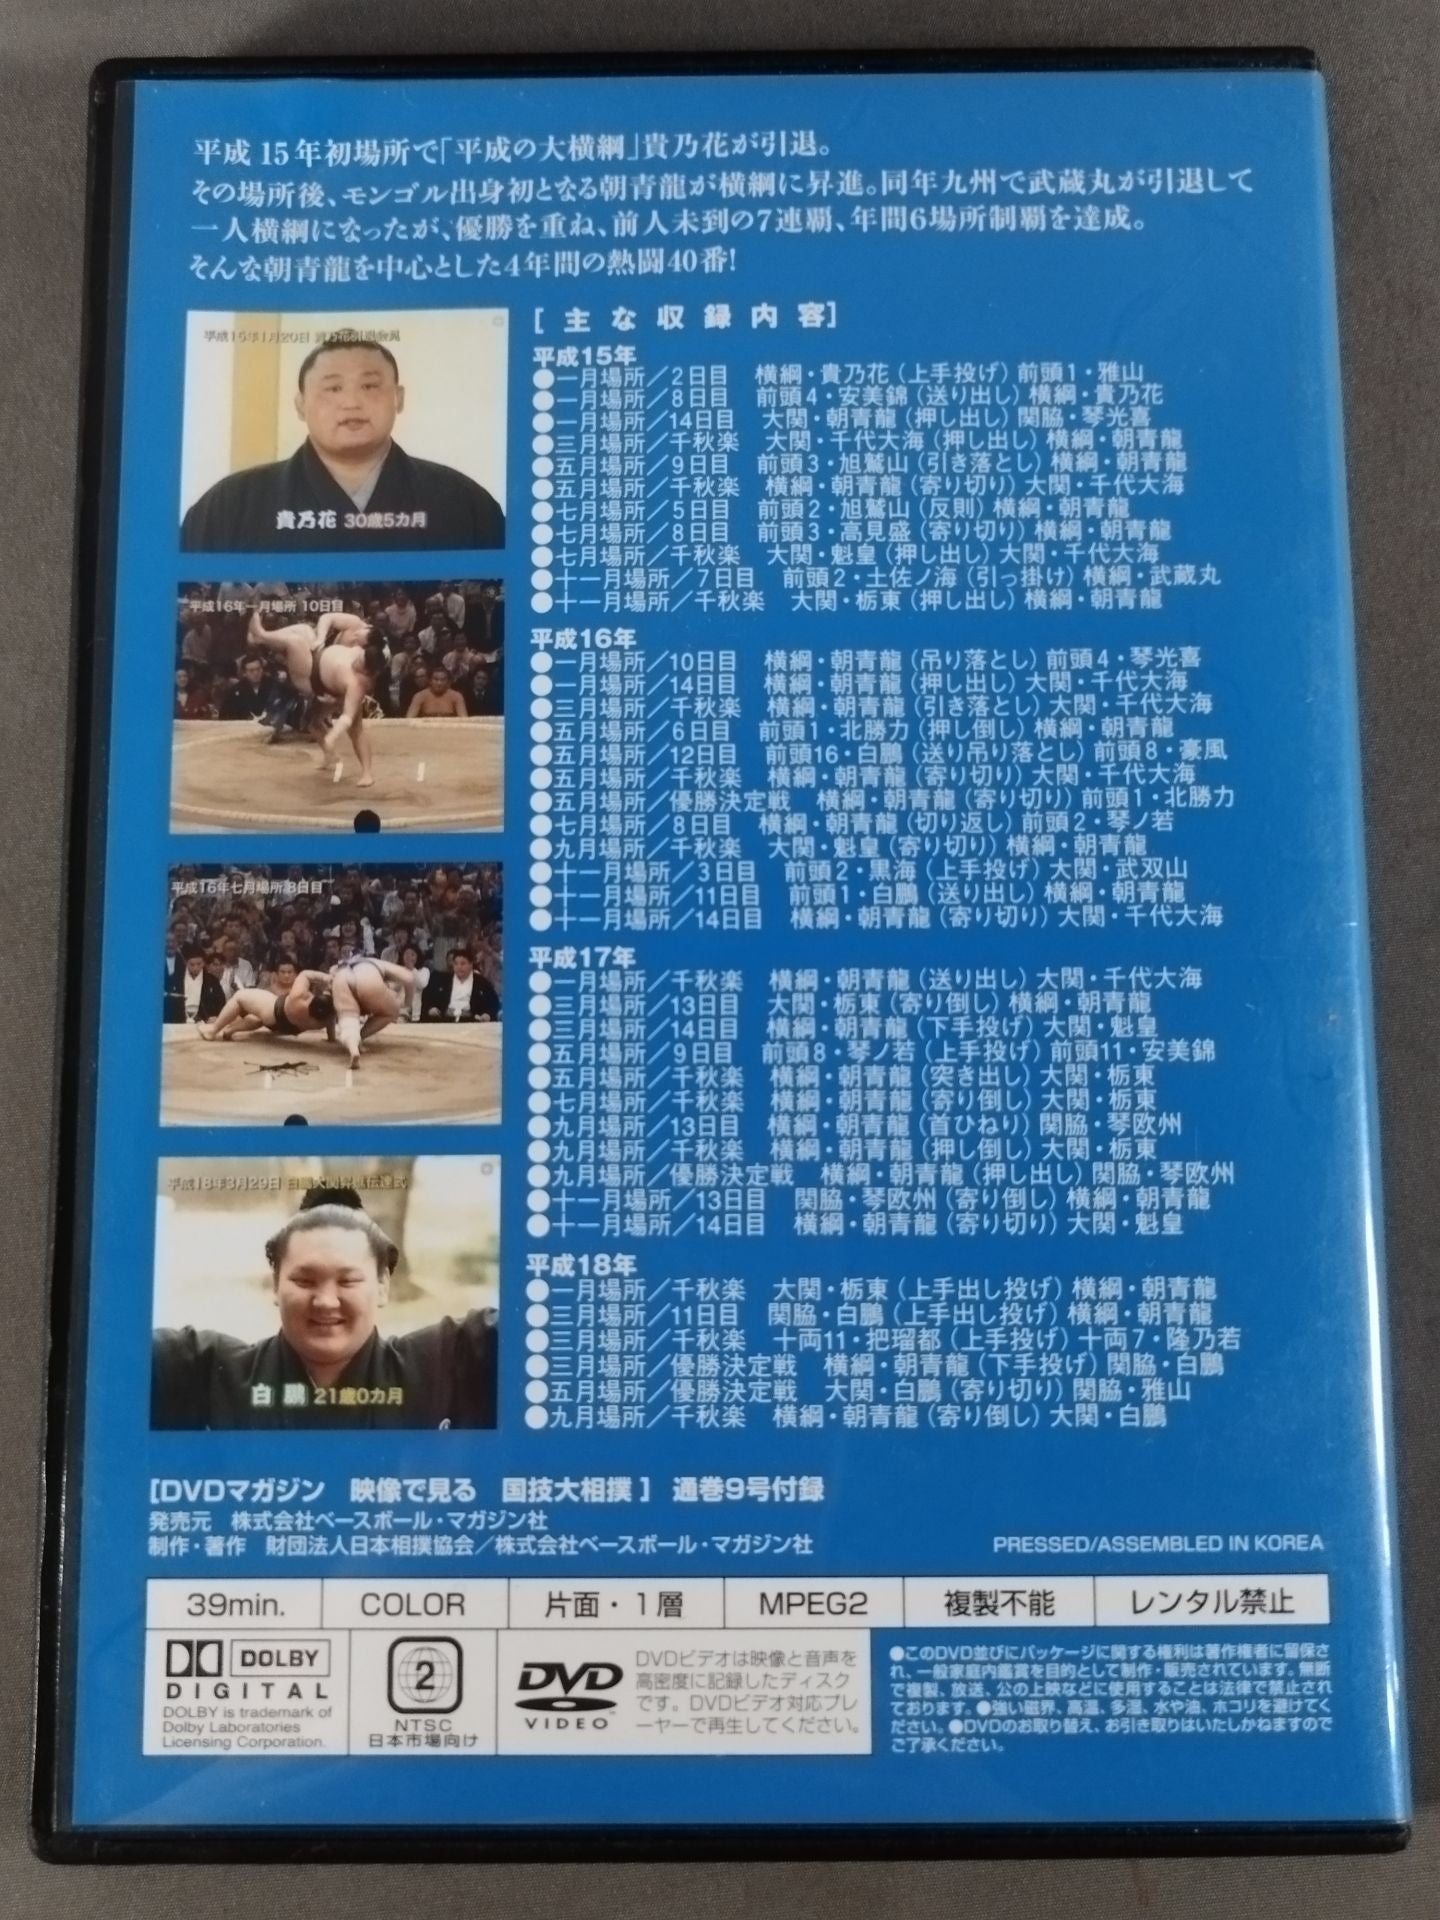 平成15年初場所で「平成の大横綱」貴乃花が引退。
その場所後、モンゴル出身初となる朝青龍が横綱に昇進。同年九州で武蔵丸が引退して
一人横綱になったが、優勝を重ね、前人未到の7連覇、年間6場所制覇を達成。
そんな朝青龍を中心とした4年間の熱闘40番!
平成15年1月20日 貴乃花引退会見
貴乃花 30歳5カ月
平成16年一月場所 10日目
平成16年七月場所 8日目
平成18年3月29日 白鵬大関昇進伝達式
白鵬 21歳0カ月
[主な収録内容]
平成15年
●一月場所/2日目 横綱・貴乃花(上手投げ)前頭1・雅山
●一月場所/8日目 前頭4・安美錦(送り出し)横綱・貴乃花
●一月場所/14日目 大関・朝青龍(押し出し)関脇・琴光喜
●三月場所/千秋楽 大関・千代大海(押し出し)横綱・朝青龍
●五月場所/9日目 前頭3・旭鷲山(引き落とし)横綱・朝青龍
●五月場所/千秋楽 横綱・朝青龍(寄り切り)大関・千代大海
●七月場所/5日目 前頭2・旭鷲山(反則)横綱・朝青龍
●七月場所/8日目 前頭3・高見盛(寄り切り)横綱・朝青龍
●七月場所/千秋楽 大関・魁皇(押し出し)大関・千代大海
●十一月場所/7日目 前頭2・土佐ノ海(引っ掛け)横綱・武蔵丸
●十一月場所/千秋楽 大関・栃東(押し出し)横綱・朝青龍
平成16年
●一月場所/10日目 横綱・朝青龍(吊り落とし)前頭4・琴光喜
●一月場所/14日目 横綱・朝青龍(押し出し)大関・千代大海
●三月場所/千秋楽 横綱・朝青龍(引き落とし)大関・千代大海
●五月場所/6日目 前頭1・北勝力(押し倒し)横綱・朝青龍
●五月場所/12日目 前頭16・白鵬(送り吊り落とし)前頭8・豪風
●五月場所/千秋楽 横綱・朝青龍(寄り切り)大関・千代大海
●五月場所/優勝決定戦 横綱・朝青龍(寄り切り)前頭1・北勝力
●七月場所/8日目 横綱・朝青龍(切り返し)前頭2・琴ノ若
●九月場所/千秋楽 大関・魁皇(寄り切り)横綱・朝青龍
●十一月場所/3日目 前頭2・黒海(上手投げ)大関・武双山
●十一月場所/11日目 前頭1・白鵬(送り出し)横綱・朝青龍
●十一月場所/14日目 横綱・朝青龍(寄り切り)大関・千代大海
平成17年
●一月場所/千秋楽 横綱・朝青龍(送り出し)大関・千代大海
●三月場所/13日目 大関・栃東(寄り倒し)横綱・朝青龍
●三月場所/14日目 横綱・朝青龍(下手投げ)大関・魁皇
●五月場所/9日目 前頭8・琴ノ若(上手投げ)前頭11・安美錦
●五月場所/千秋楽 横綱・朝青龍(突き出し)大関・栃東
●七月場所/千秋楽 横綱・朝青龍(寄り倒し)大関・栃東
●九月場所/13日目 横綱・朝青龍(首ひねり)関脇・琴欧州
●九月場所/千秋楽 横綱・朝青龍(押し倒し)大関・栃東
●九月場所/優勝決定戦 横綱・朝青龍(押し出し)関脇・琴欧州
●十一月場所/13日目 関脇・琴欧州(寄り倒し)横綱・朝青龍
●十一月場所/14日目 横綱・朝青龍(寄り切り)大関・魁皇
平成18年
●一月場所/千秋楽 大関・栃東(上手出し投げ)横綱・朝青龍
●三月場所/11日目 関脇・白鵬(上手出し投げ)横綱・朝青龍
●三月場所/千秋楽 十両11・把瑠都(上手投げ)十両7・隆乃若
●三月場所/優勝決定戦 横綱・朝青龍(下手投げ)関脇・白鵬
●五月場所/優勝決定戦 大関・白鵬(寄り切り)関脇・雅山
●九月場所/千秋楽 横綱・朝青龍(寄り倒し)大関・白鵬
[DVDマガジン 映像で見る 国技大相撲] 通巻9号付録
発売元 株式会社ベースボール・マガジン社
制作・著作 財団法人日本相撲協会/株式会社ベースボール・マガジン社
PRESSED/ASSEMBLED IN KOREA
39min. COLOR 片面・1層 MPEG2 複製不能 レンタル禁止
DOLBY
DIGITAL
DOLBY is trademark of
Dolby Laboratories
Licensing Corporation.
2
NTSC
日本市場向け
DVD
VIDEO™
DVDビデオは映像と音声を
高密度に記録したディスク
です。DVDビデオ対応プレ
ーヤーで再生してください。
●このDVD並びにパッケージに関する権利は著作権者に留保さ
れ、一般家庭内鑑賞を目的として制作・販売されています。無断
で複製、放送、公の上映などに使用することは法律で禁止され
ております。●強い磁界、高温、多湿、水や油、ホコリを避けてく
ださい。●DVDのお取り替え、お引き取りはいたしかねますので
ご了承ください。